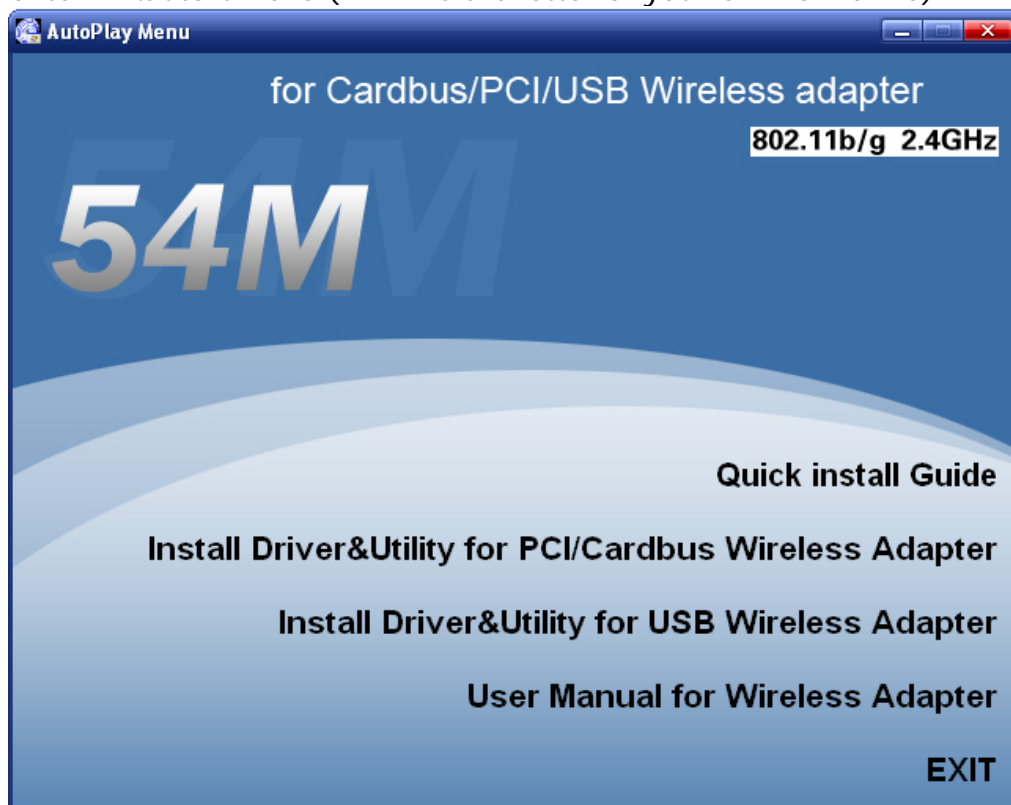 AutoPlay Menu
for Cardbus/PCI/USB Wireless adapter
802.11b/g 2.4GHz
54M
Quick install Guide
Install Driver&Utility for PCI/Cardbus Wireless Adapter
Install Driver&Utility for USB Wireless Adapter
User Manual for Wireless Adapter
EXIT